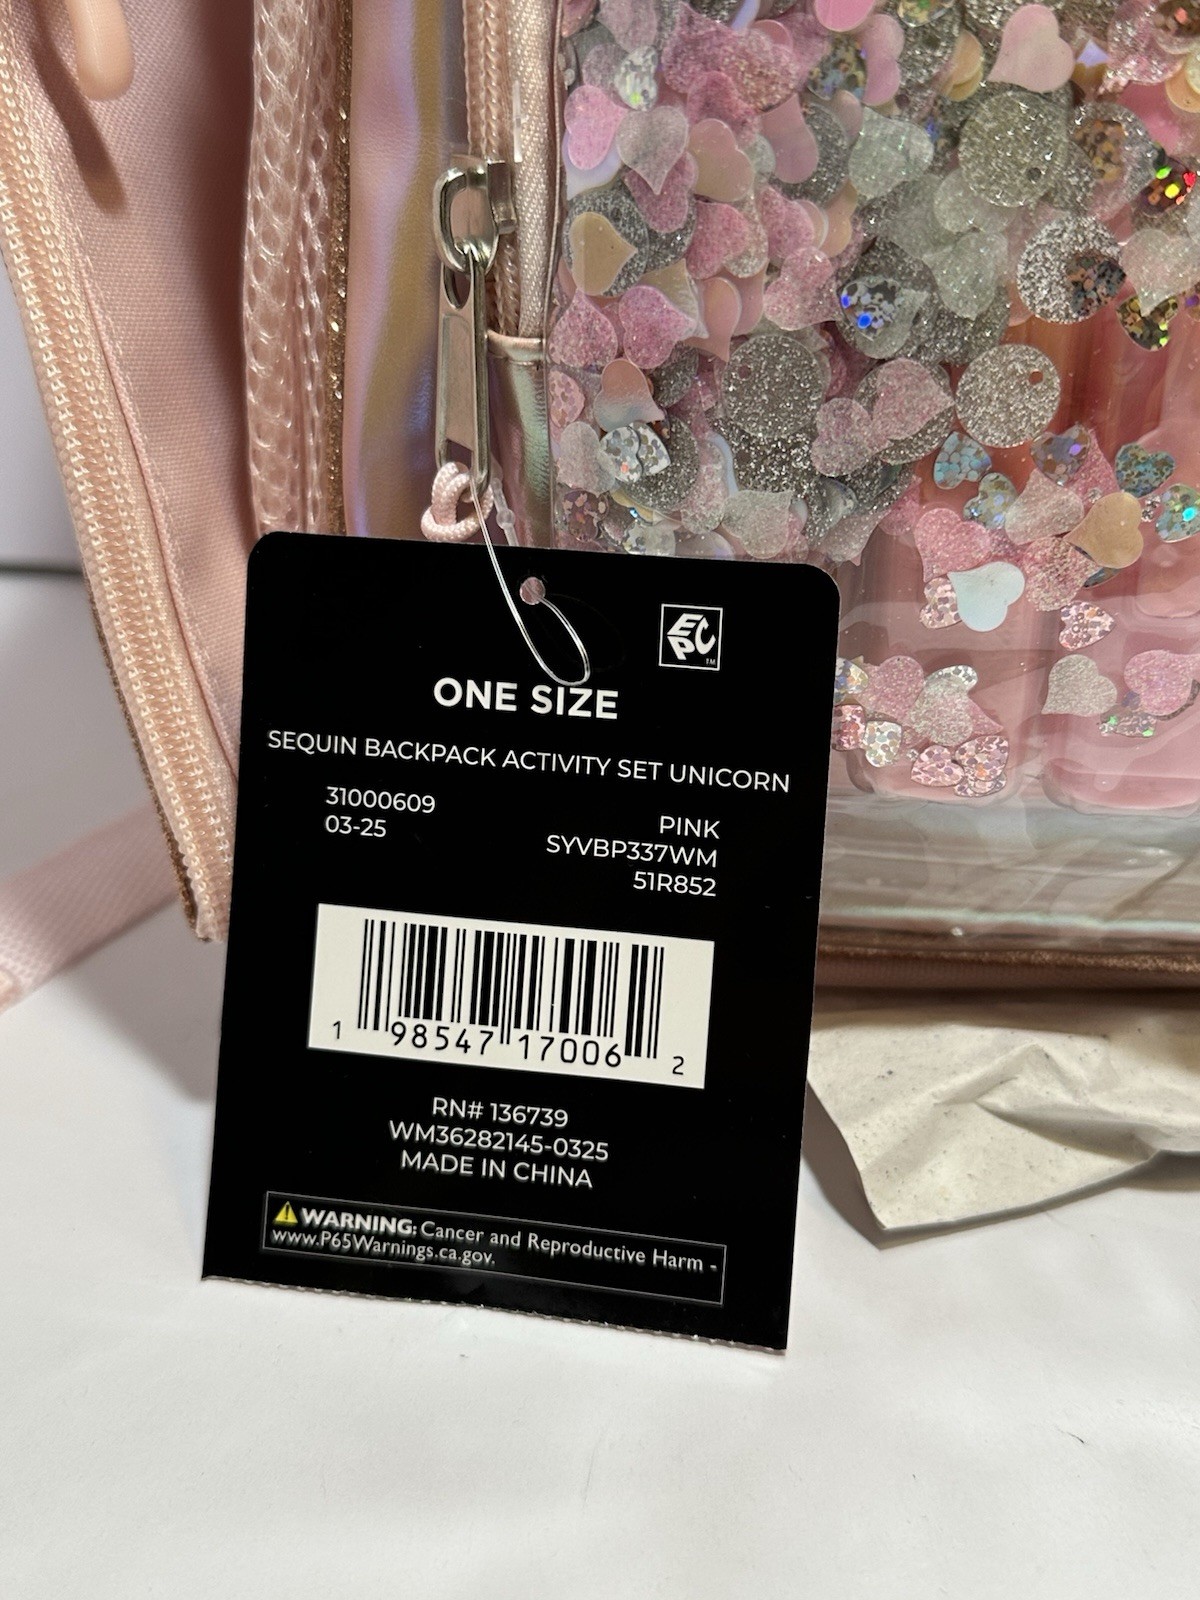 EPC
TM
ONE SIZE
SEQUIN BACKPACK ACTIVITY SET UNICORN
31000609
03-25
PINK
SYVBP337WM
51R852
1 98547 17006 2
RN# 136739
WM36282145-0325
MADE IN CHINA
WARNING: Cancer and Reproductive Harm -
www.P65Warnings.ca.gov.